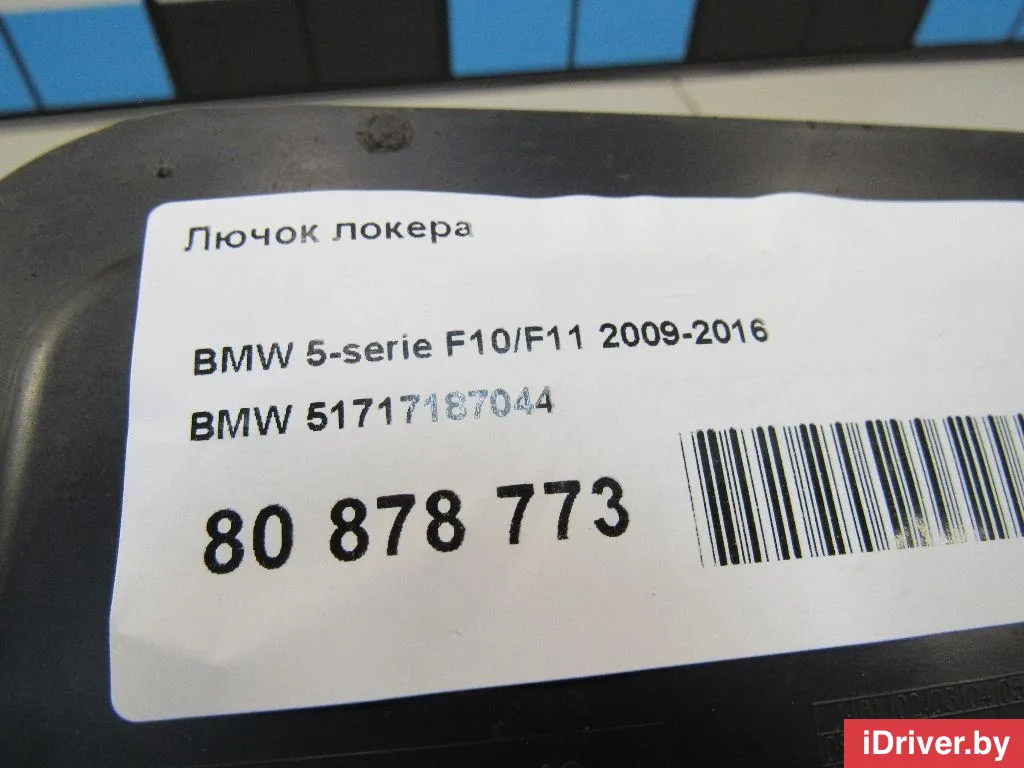 Лючок локера
BMW 5-serie F10/F11 2009-2016
BMW 51717187044
80 878 773
iDriver.by